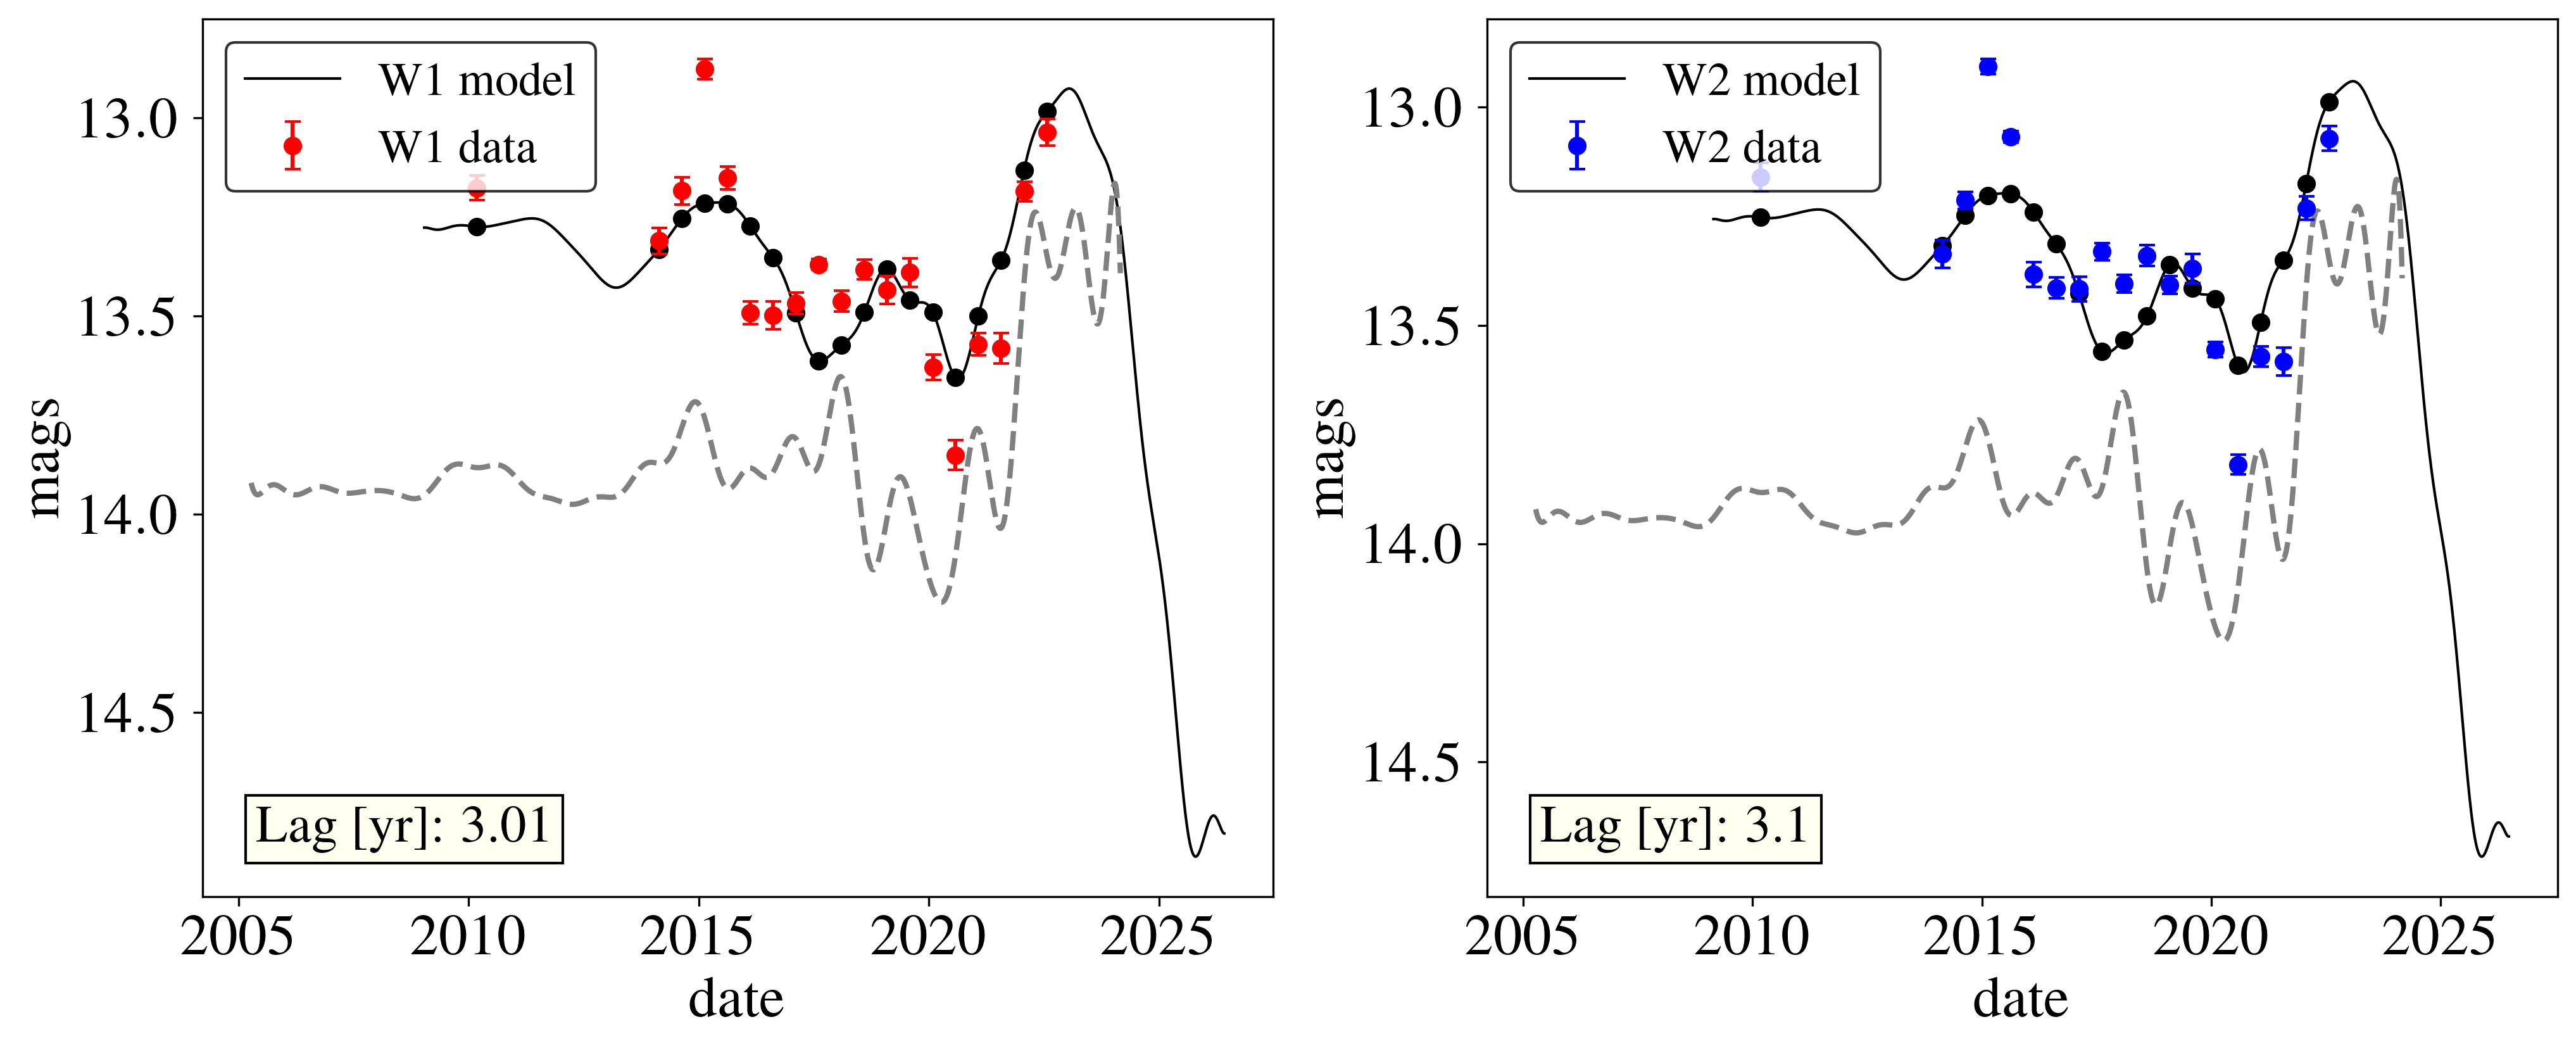 W1 model
W1 data
13.0
13.5
14.0
14.5
mags
Lag [yr]: 3.01
2005 2010 2015 2020 2025
date
W2 model
W2 data
13.0
13.5
14.0
14.5
mags
Lag [yr]: 3.1
2005 2010 2015 2020 2025
date